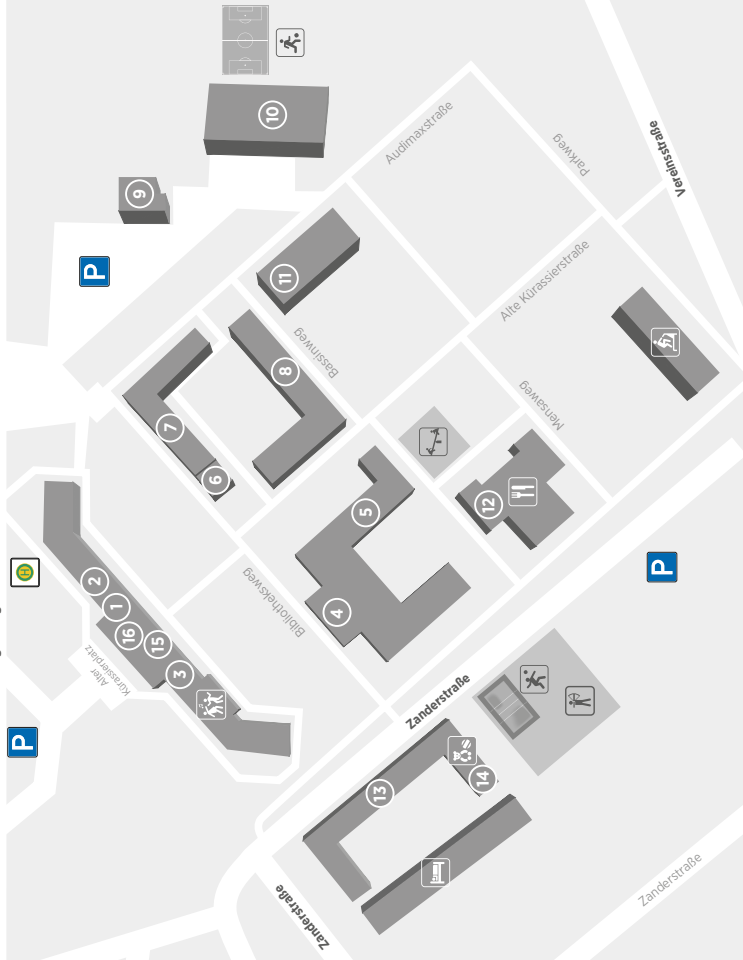 10
Audimaxstraße
Parkweg
Vereinsstraße
9
P
11
Alte Kürassierstraße
8
Bassinweg
7
Mensaweg
6
12
5
H
2
1
16
15
3
4
Bibliotheksweg
P
Alter
Kürassierplatz
P
Zanderstraße
13
14
Zanderstraße
Zanderstraße